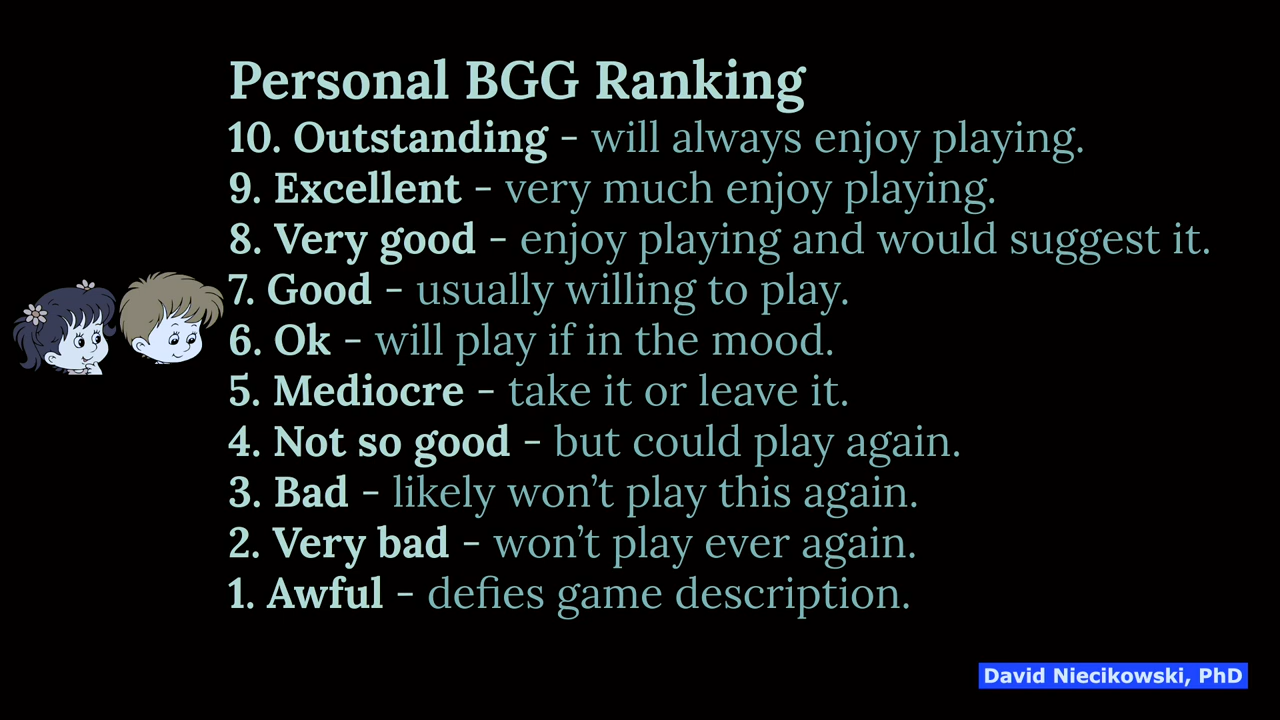 Personal BGG Ranking
10. Outstanding - will always enjoy playing.
9. Excellent - very much enjoy playing.
8. Very good - enjoy playing and would suggest it.
7. Good - usually willing to play.
6. Ok - will play if in the mood.
5. Mediocre - take it or leave it.
4. Not so good - but could play again.
3. Bad - likely won’t play this again.
2. Very bad - won’t play ever again.
1. Awful - defies game description.
David Niecikowski, PhD